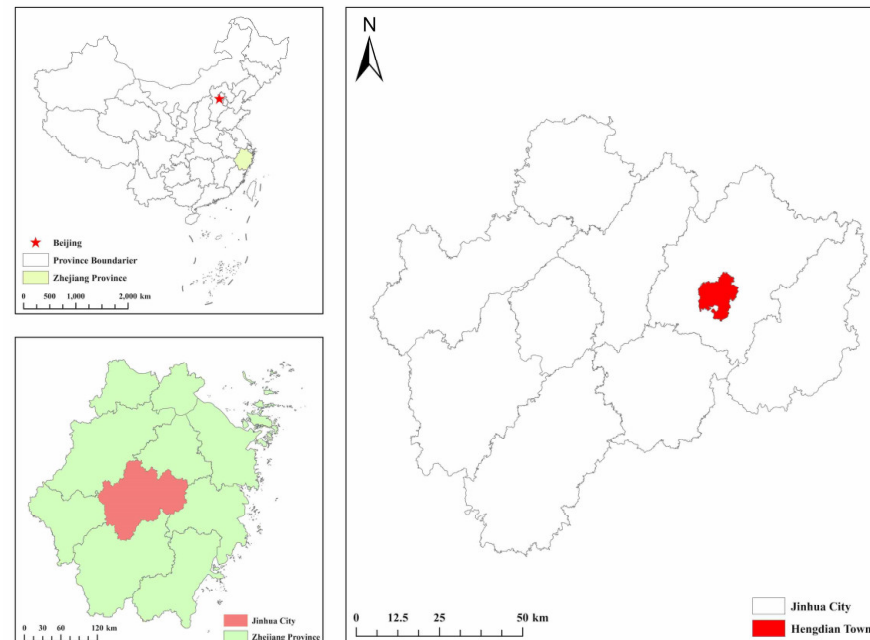 Beijing
Province Boundarier
Zhejiang Province
0 500 1,000 2,000 km
Jinhua City
Zhejiang Province
0 30 60 120 km
N
0 12.5 25 50 km
Jinhua City
Hengdian Town